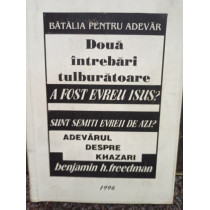 BĂTĂLIA PENTRU ADEVĂR
Două
întrebări
tulburătoare
A FOST EVREU ISUS?
SUNT SEMIȚI EVREII DE AZI?
ADEVĂRUL
DESPRE
KHAZARI
benjamin h.freedman
1996